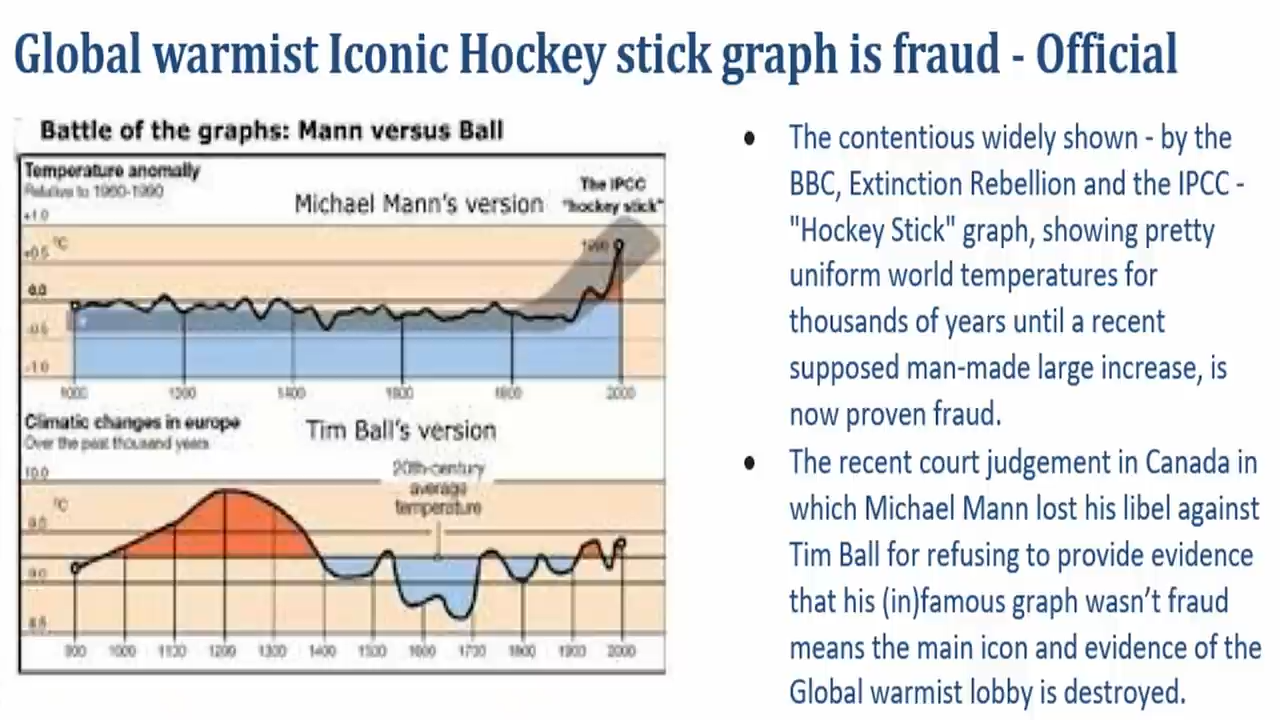 Global warmist Iconic Hockey stick graph is fraud - Official
Battle of the graphs: Mann versus Ball
Temperature anomally
Relative to 1960-1990
Michael Mann's version
The IPCC
"hockey stick"
+1.0
°C
+0.5
1998
0.0
-0.5
-1.0
1000 1200 1400 1600 1800 2000
Climatic changes in europe
Over the past thousand years
Tim Ball's version
20th-century
average
temperature
10.0
°C
9.0
8.5
900 1000 1100 1200 1300 1400 1500 1600 1700 1800 1900 2000
• The contentious widely shown - by the
BBC, Extinction Rebellion and the IPCC -
"Hockey Stick" graph, showing pretty
uniform world temperatures for
thousands of years until a recent
supposed man-made large increase, is
now proven fraud.
• The recent court judgement in Canada in
which Michael Mann lost his libel against
Tim Ball for refusing to provide evidence
that his (in)famous graph wasn't fraud
means the main icon and evidence of the
Global warmist lobby is destroyed.